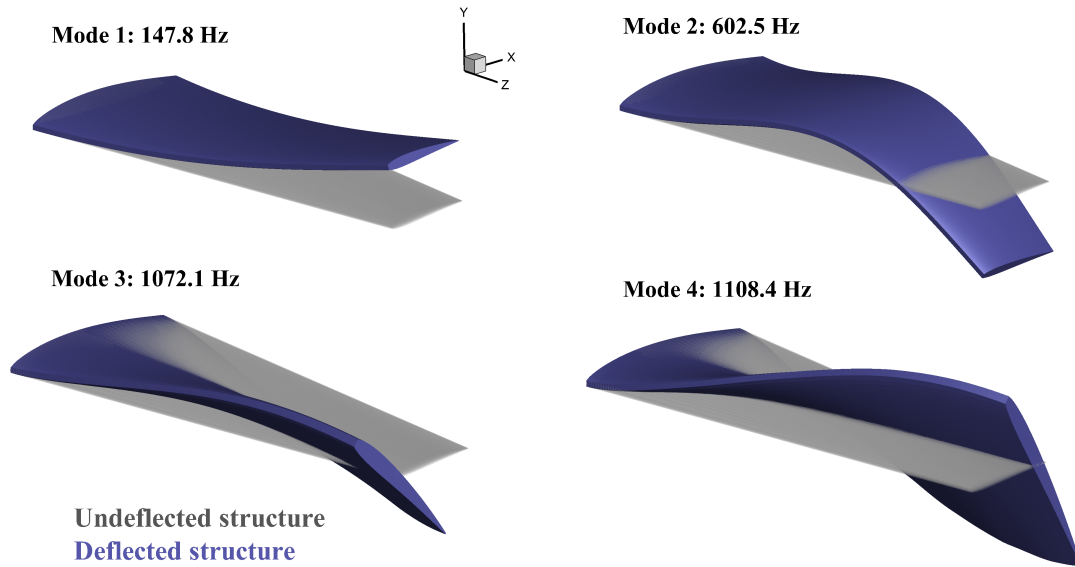 Mode 1: 147.8 Hz
Y
X
Z
Mode 2: 602.5 Hz
Mode 3: 1072.1 Hz
Mode 4: 1108.4 Hz
Undeflected structure
Deflected structure